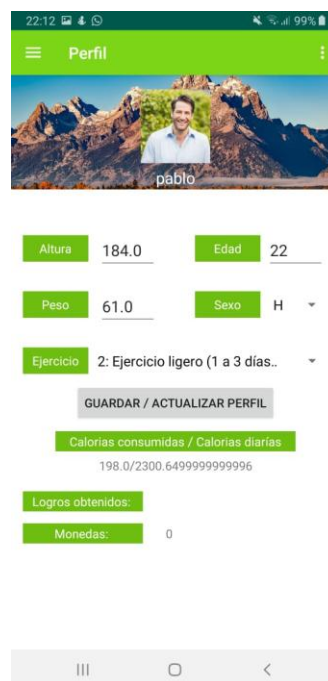 22:12 99%
Perfil
pablo
Altura 184.0 Edad 22
Peso 61.0 Sexo H
Ejercicio 2: Ejercicio ligero (1 a 3 días..
GUARDAR / ACTUALIZAR PERFIL
Calorias consumidas / Calorias diarías
198.0/2300.6499999999996
Logros obtenidos:
Monedas: 0